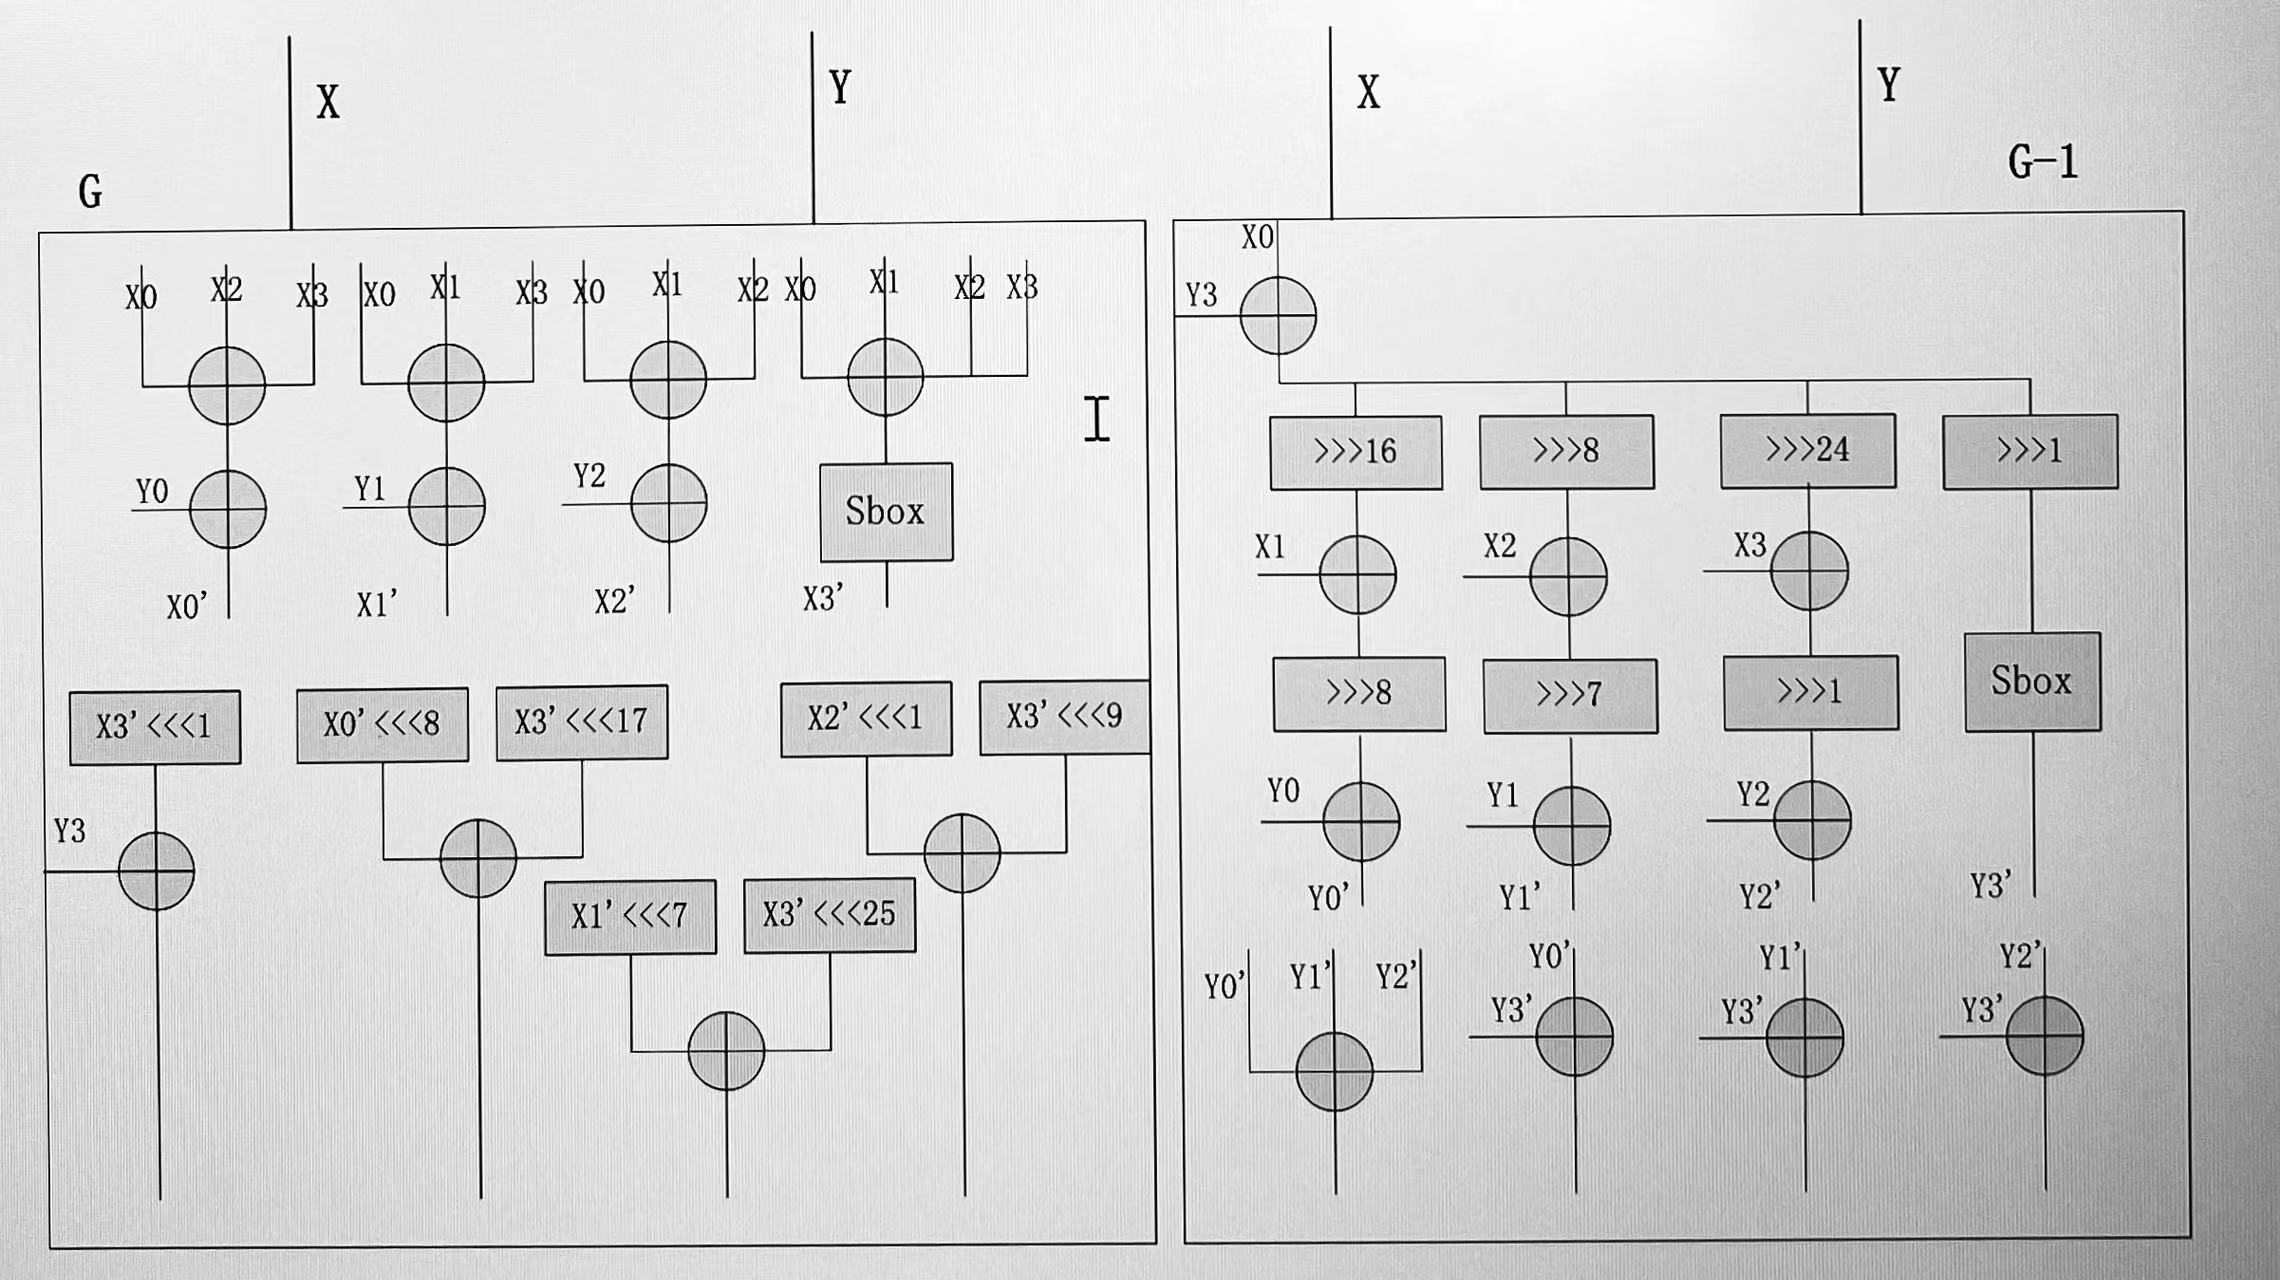 X
Y
G
X0 X2 X3 X0 X1 X3 X0 X1 X2 X0 X1 X2 X3
I
Y0 Y1 Y2 Sbox
X0' X1' X2' X3'
X3'<<<1 X0'<<<8 X3'<<<17 X2'<<<1 X3'<<<9
Y3
X1'<<<7 X3'<<<25
X
Y
G-1
X0
Y3
>>>16 >>>8 >>>24 >>>1
X1 X2 X3
>>>8 >>>7 >>>1 Sbox
Y0 Y1 Y2
Y0' Y1' Y2' Y3'
Y0' Y1' Y2' Y0' Y1' Y2'
Y3' Y3' Y3'